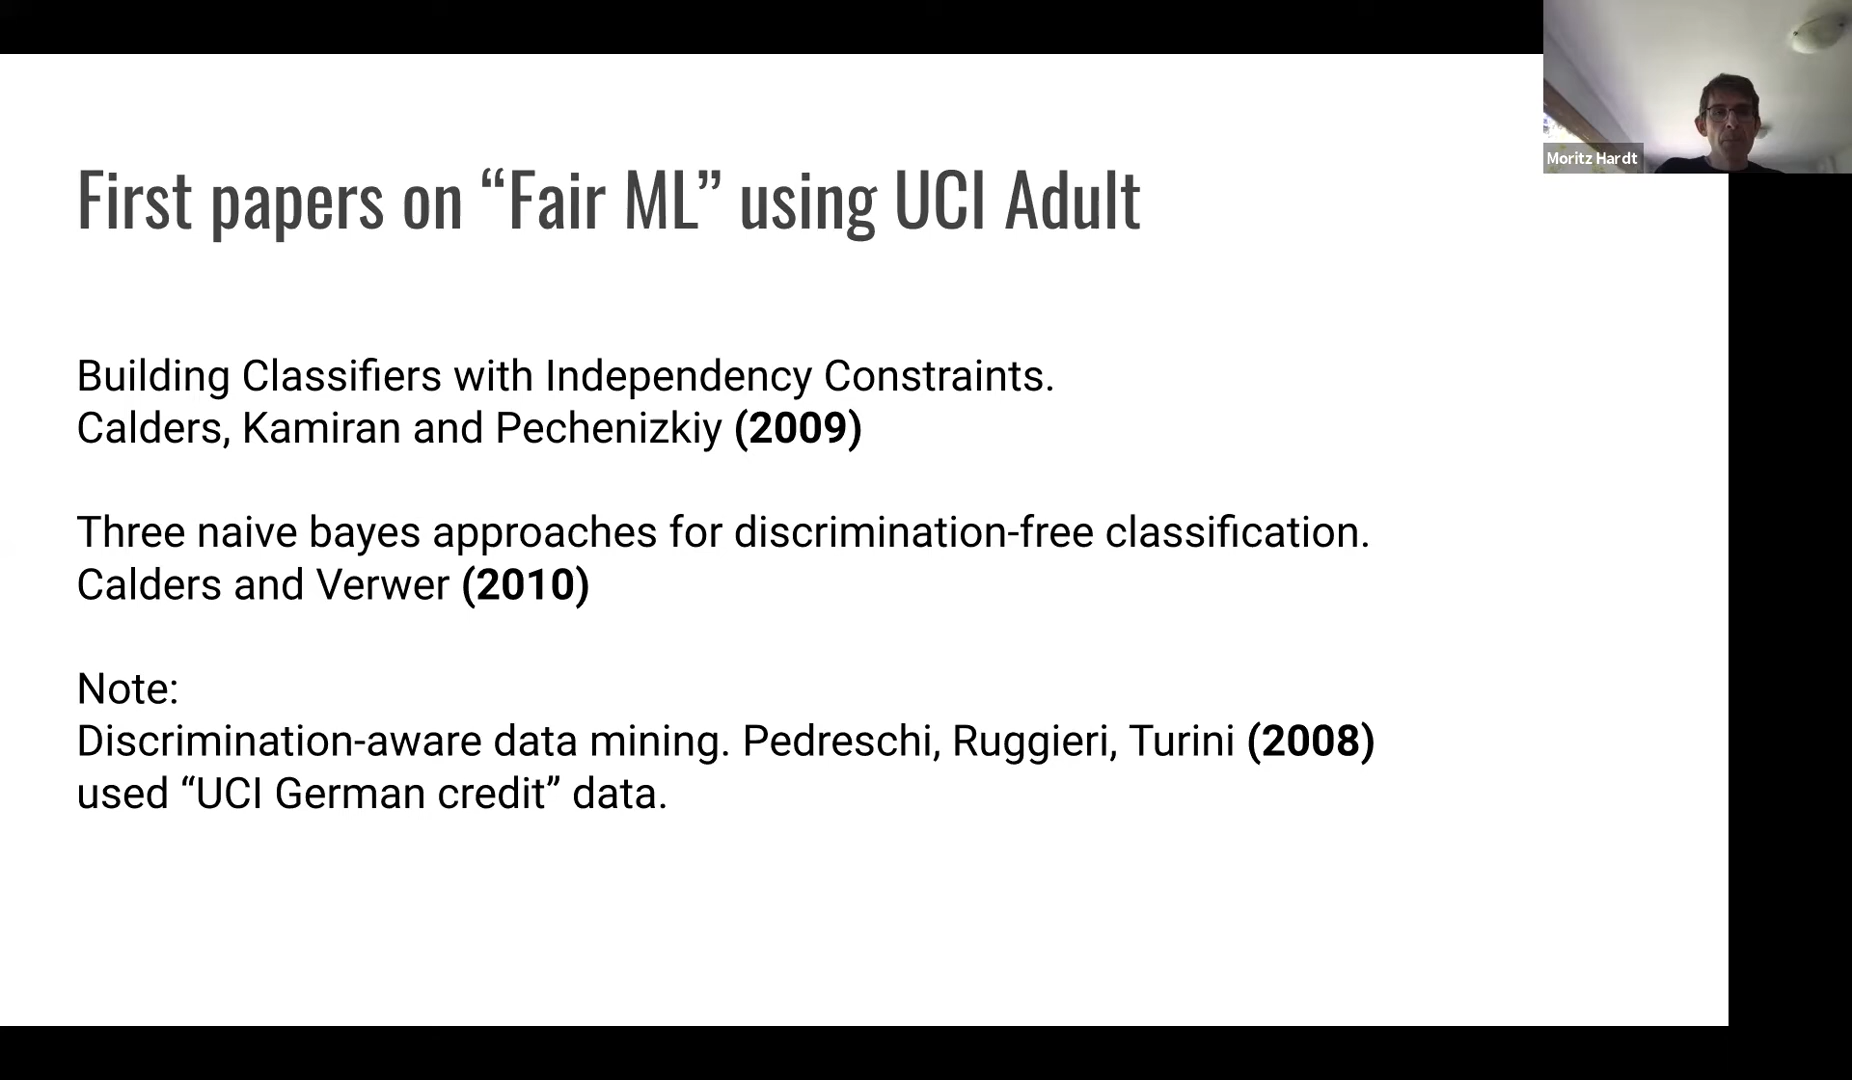 Moritz Hardt
First papers on “Fair ML” using UCI Adult
Building Classifiers with Independency Constraints.
Calders, Kamiran and Pechenizkiy (2009)
Three naive bayes approaches for discrimination-free classification.
Calders and Verwer (2010)
Note:
Discrimination-aware data mining. Pedreschi, Ruggieri, Turini (2008)
used “UCI German credit” data.